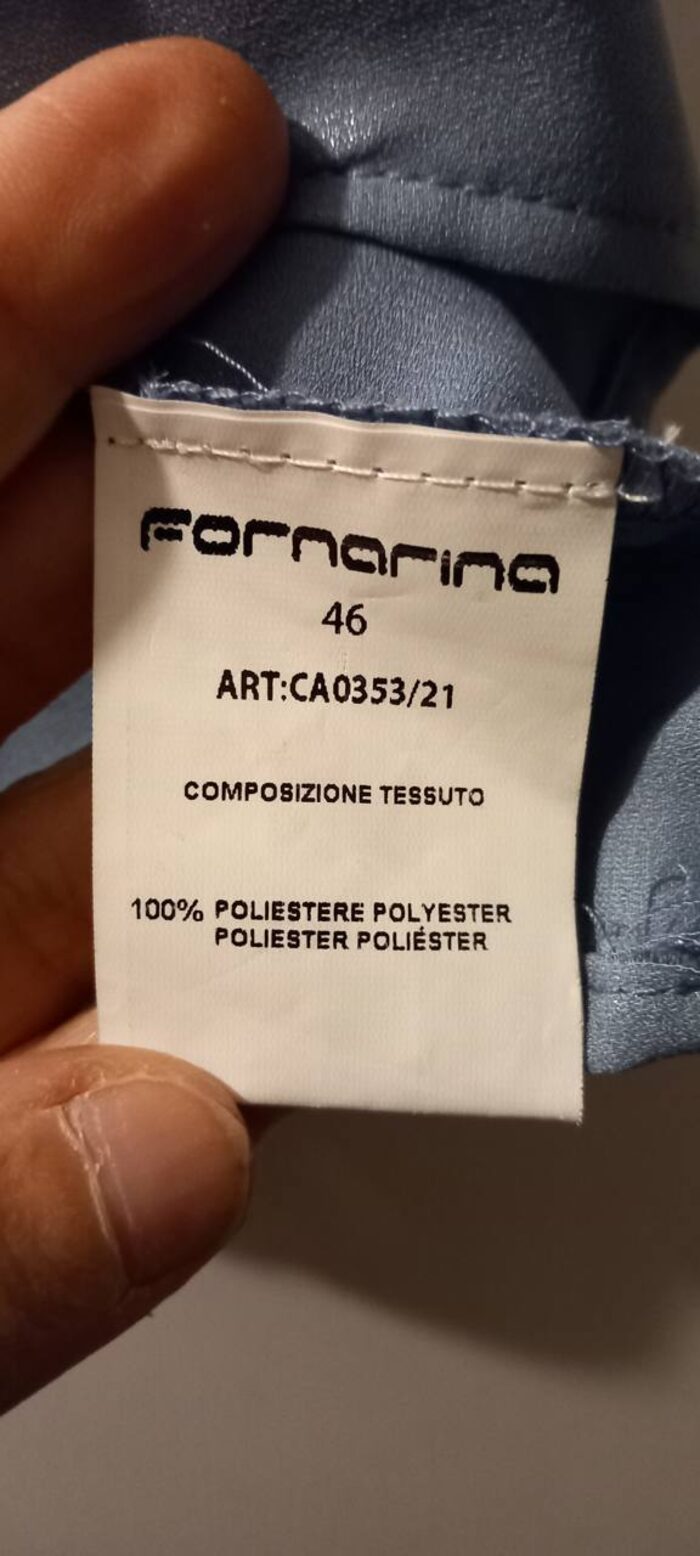 Fornarina
46
ART:CA0353/21
COMPOSIZIONE TESSUTO
100% POLIESTERE POLYESTER
POLIESTER POLIÉSTER